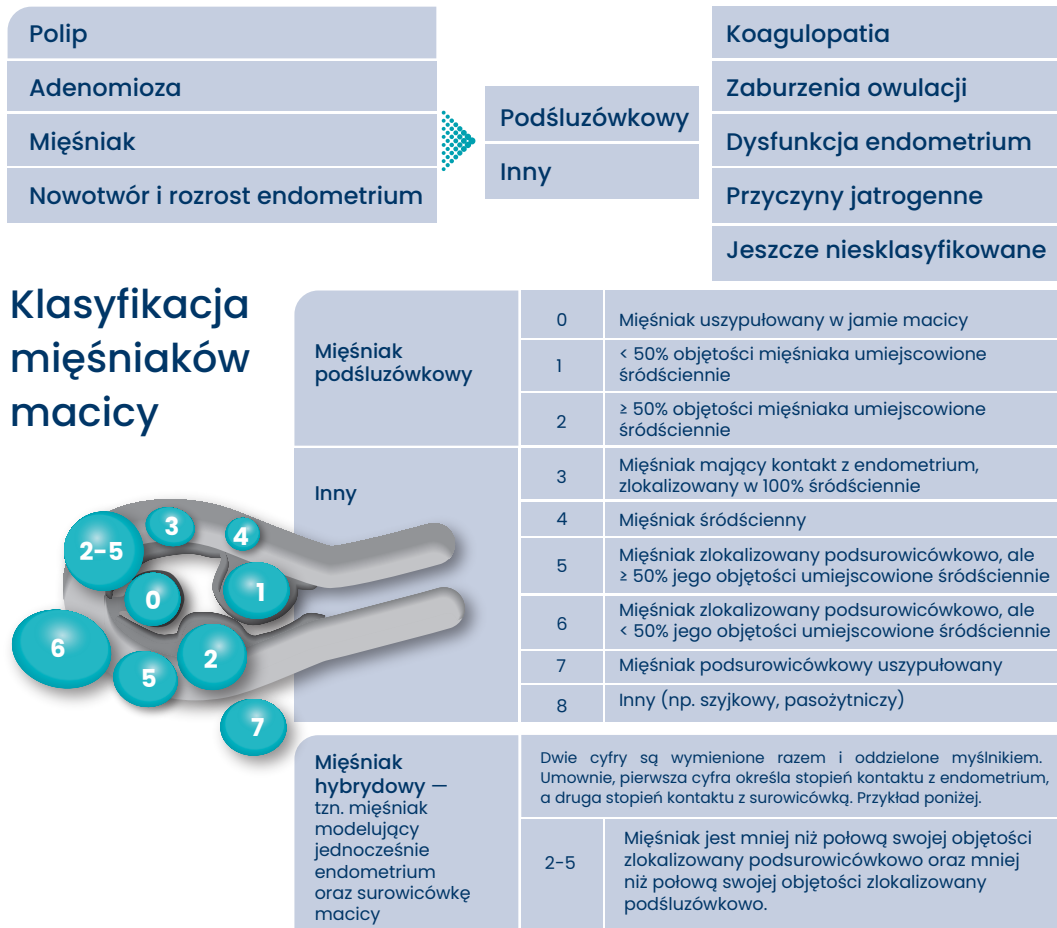 Polip
Adenomioza
Mięśniak
Nowotwór i rozrost endometrium
Podśluzówkowy
Inny
Koagulopatia
Zaburzenia owulacji
Dysfunkcja endometrium
Przyczyny jatrogenne
Jeszcze niesklasyfikowane
Klasyfikacja
mięśniaków
macicy
Mięśniak
podśluzówkowy
0
Mięśniak uszypułowany w jamie macicy
1
< 50% objętości mięśniaka umiejscowione
śródściennie
2
≥ 50% objętości mięśniaka umiejscowione
śródściennie
Inny
3
Mięśniak mający kontakt z endometrium,
zlokalizowany w 100% śródściennie
4
Mięśniak śródścienny
5
Mięśniak zlokalizowany podsurowicówkowo, ale
≥ 50% jego objętości umiejscowione śródściennie
6
Mięśniak zlokalizowany podsurowicówkowo, ale
< 50% jego objętości umiejscowione śródściennie
7
Mięśniak podsurowicówkowy uszypułowany
8
Inny (np. szyjkowy, pasożytniczy)
2-5
3
4
0
1
6
5
2
7
Mięśniak
hybrydowy —
tzn. mięśniak
modelujący
jednocześnie
endometrium
oraz surowicówkę
macicy
Dwie cyfry są wymienione razem i oddzielone myślnikiem.
Umownie, pierwsza cyfra określa stopień kontaktu z endometrium,
a druga stopień kontaktu z surowicówką. Przykład poniżej.
2-5
Mięśniak jest mniej niż połową swojej objętości
zlokalizowany podsurowicówkowo oraz mniej
niż połową swojej objętości zlokalizowany
podśluzówkowo.